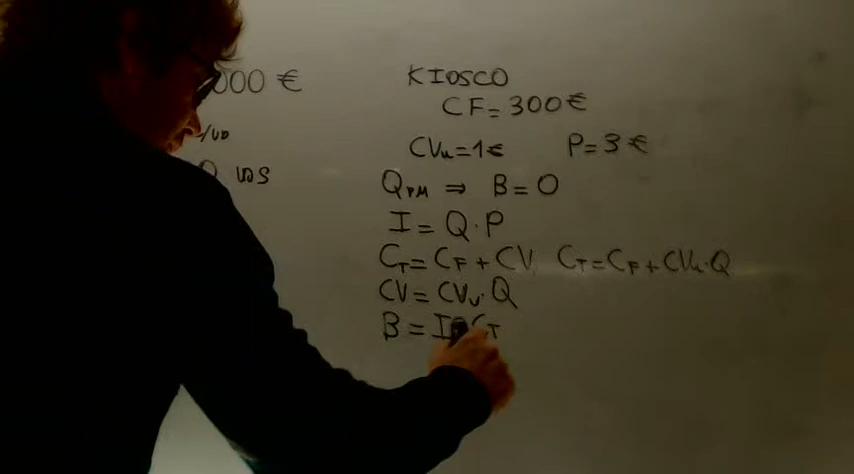 000 €
/UD
UDS
KIOSCO
CF = 300 €
CVu = 1€ P = 3 €
QPM ⇒ B = 0
I = Q · P
CT = CF + CV CT = CF + CVu · Q
CV = CVu · Q
B = I CT